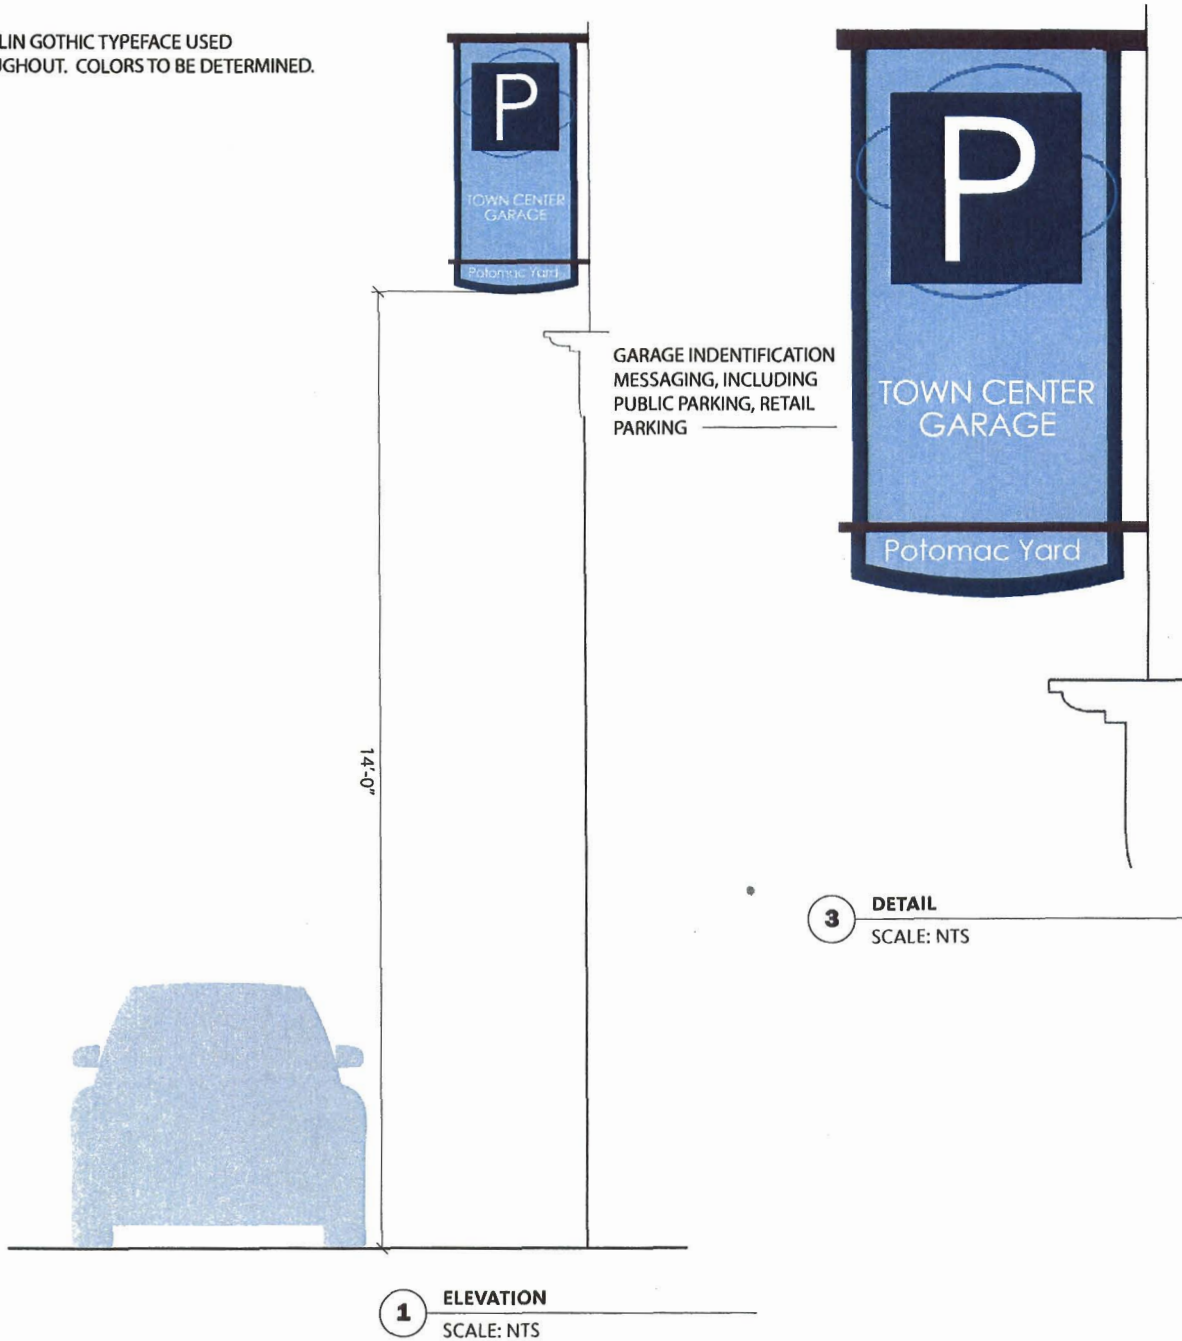 LIN GOTHIC TYPEFACE USED
UGHOUT. COLORS TO BE DETERMINED.
P
TOWN CENTER
GARAGE
Potomac Yard
14'-0"
GARAGE INDENTIFICATION
MESSAGING, INCLUDING
PUBLIC PARKING, RETAIL
PARKING
P
TOWN CENTER
GARAGE
Potomac Yard
3 DETAIL
SCALE: NTS
1 ELEVATION
SCALE: NTS